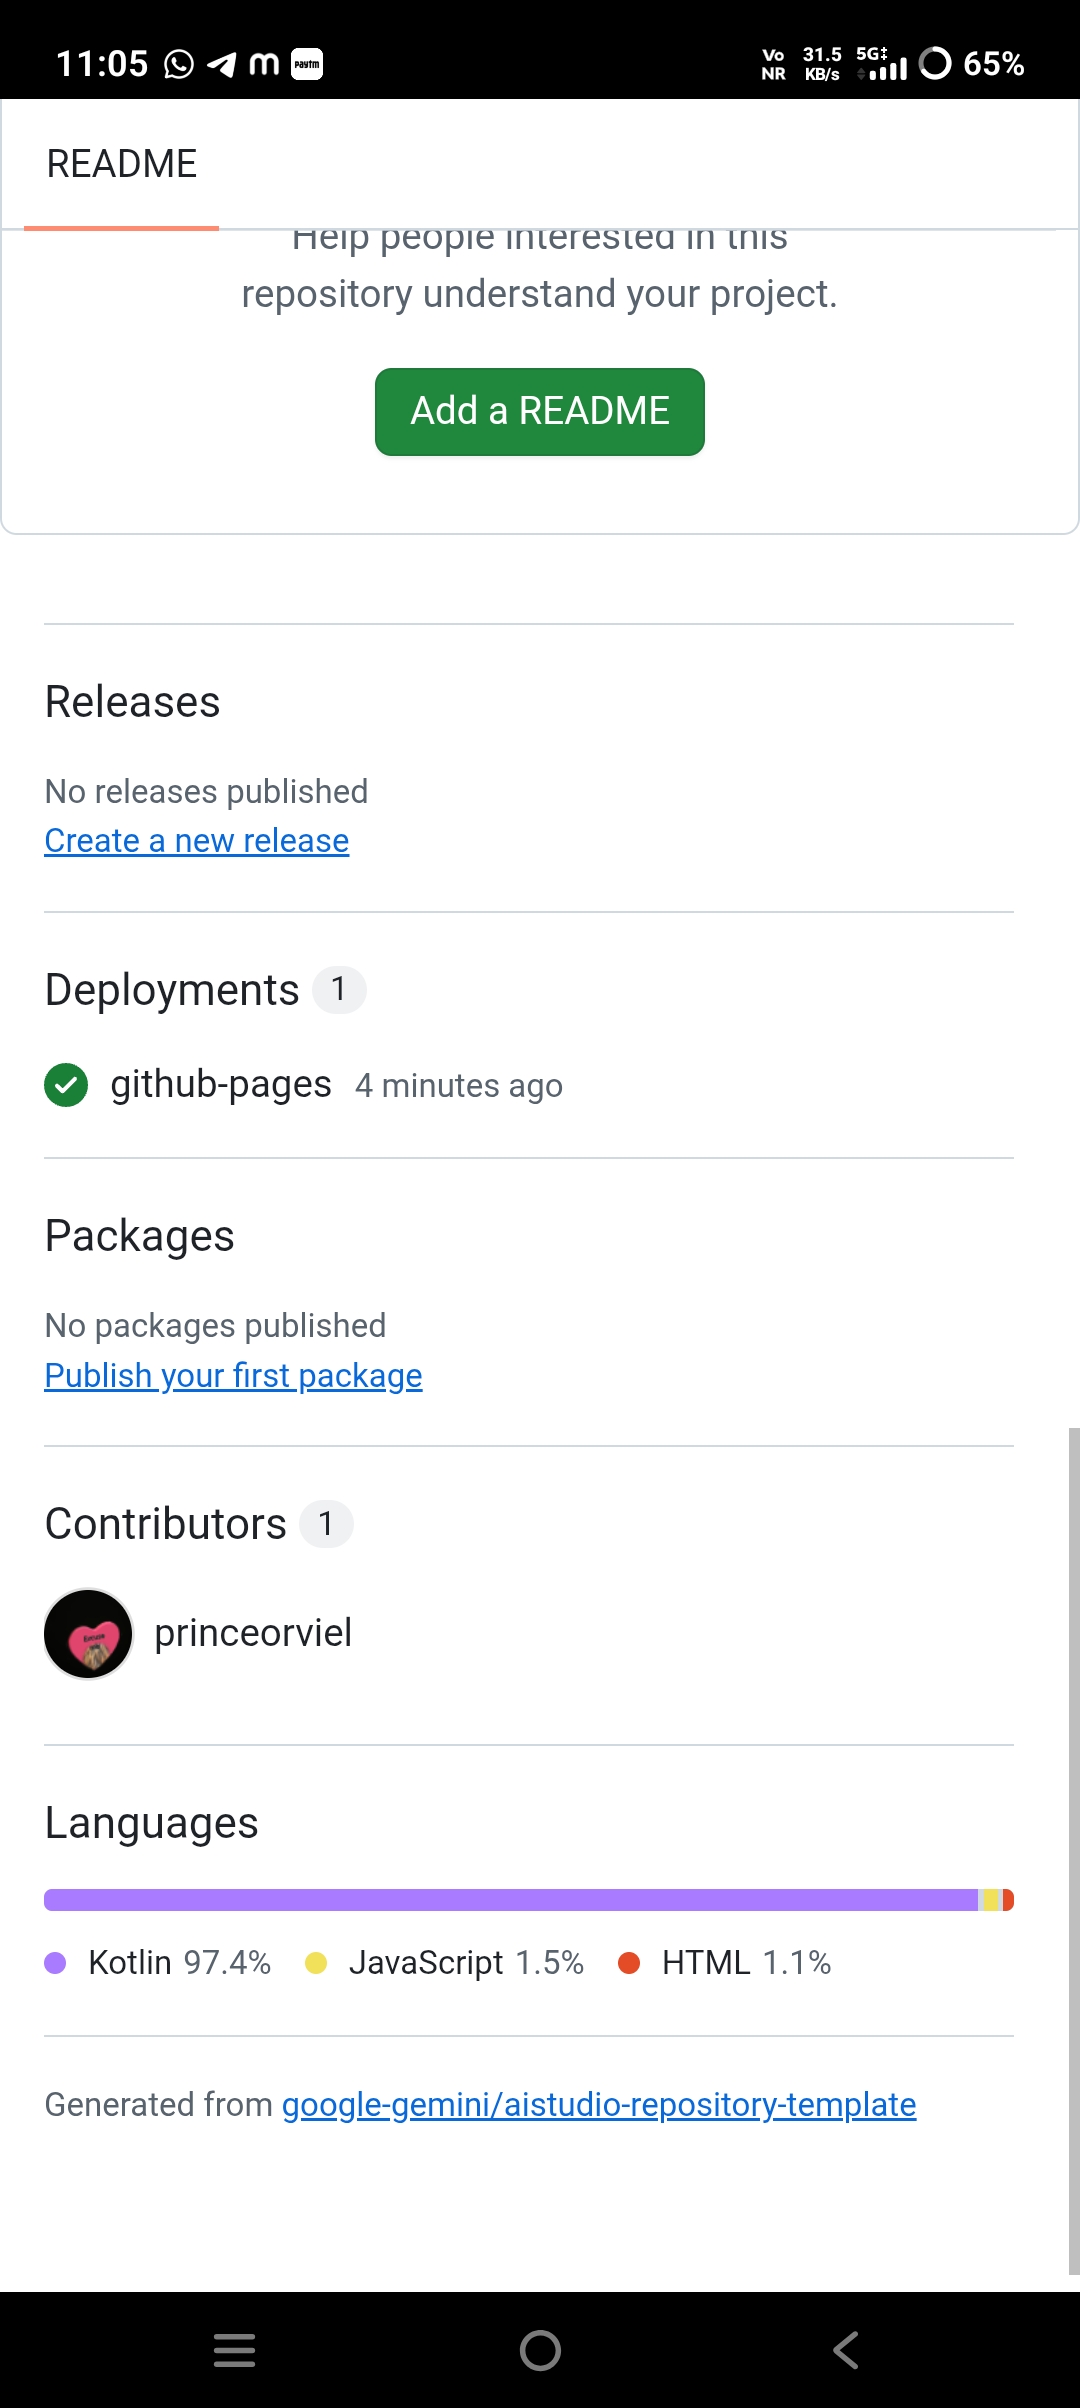 11:05 m paytm Vo NR 31.5 KB/s 5G 65%
README
Help people interested in this
repository understand your project.
Add a README
Releases
No releases published
Create a new release
Deployments 1
github-pages 4 minutes ago
Packages
No packages published
Publish your first package
Contributors 1
princeorviel
Languages
Kotlin 97.4% JavaScript 1.5% HTML 1.1%
Generated from google-gemini/aistudio-repository-template